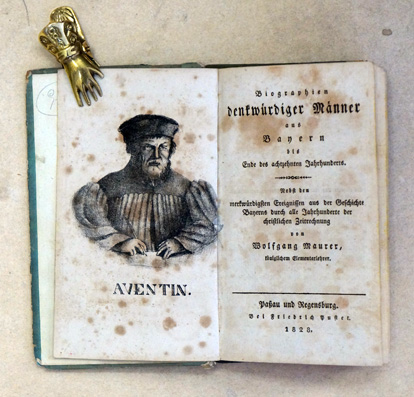 AVENTIN.
Biographien
denkwürdiger Männer
aus
Bayern
bis
Ende des achtzehnten Jahrhunderts.
Nebst den
merkwürdigsten Ereignissen aus der Geschichte
Bayerns durch alle Jahrhunderte der
christlichen Zeitrechnung
von
Wolfgang Maurer,
königlichem Elementarlehrer.
Paßau und Regensburg.
Bei Friedrich Pustet.
1828.